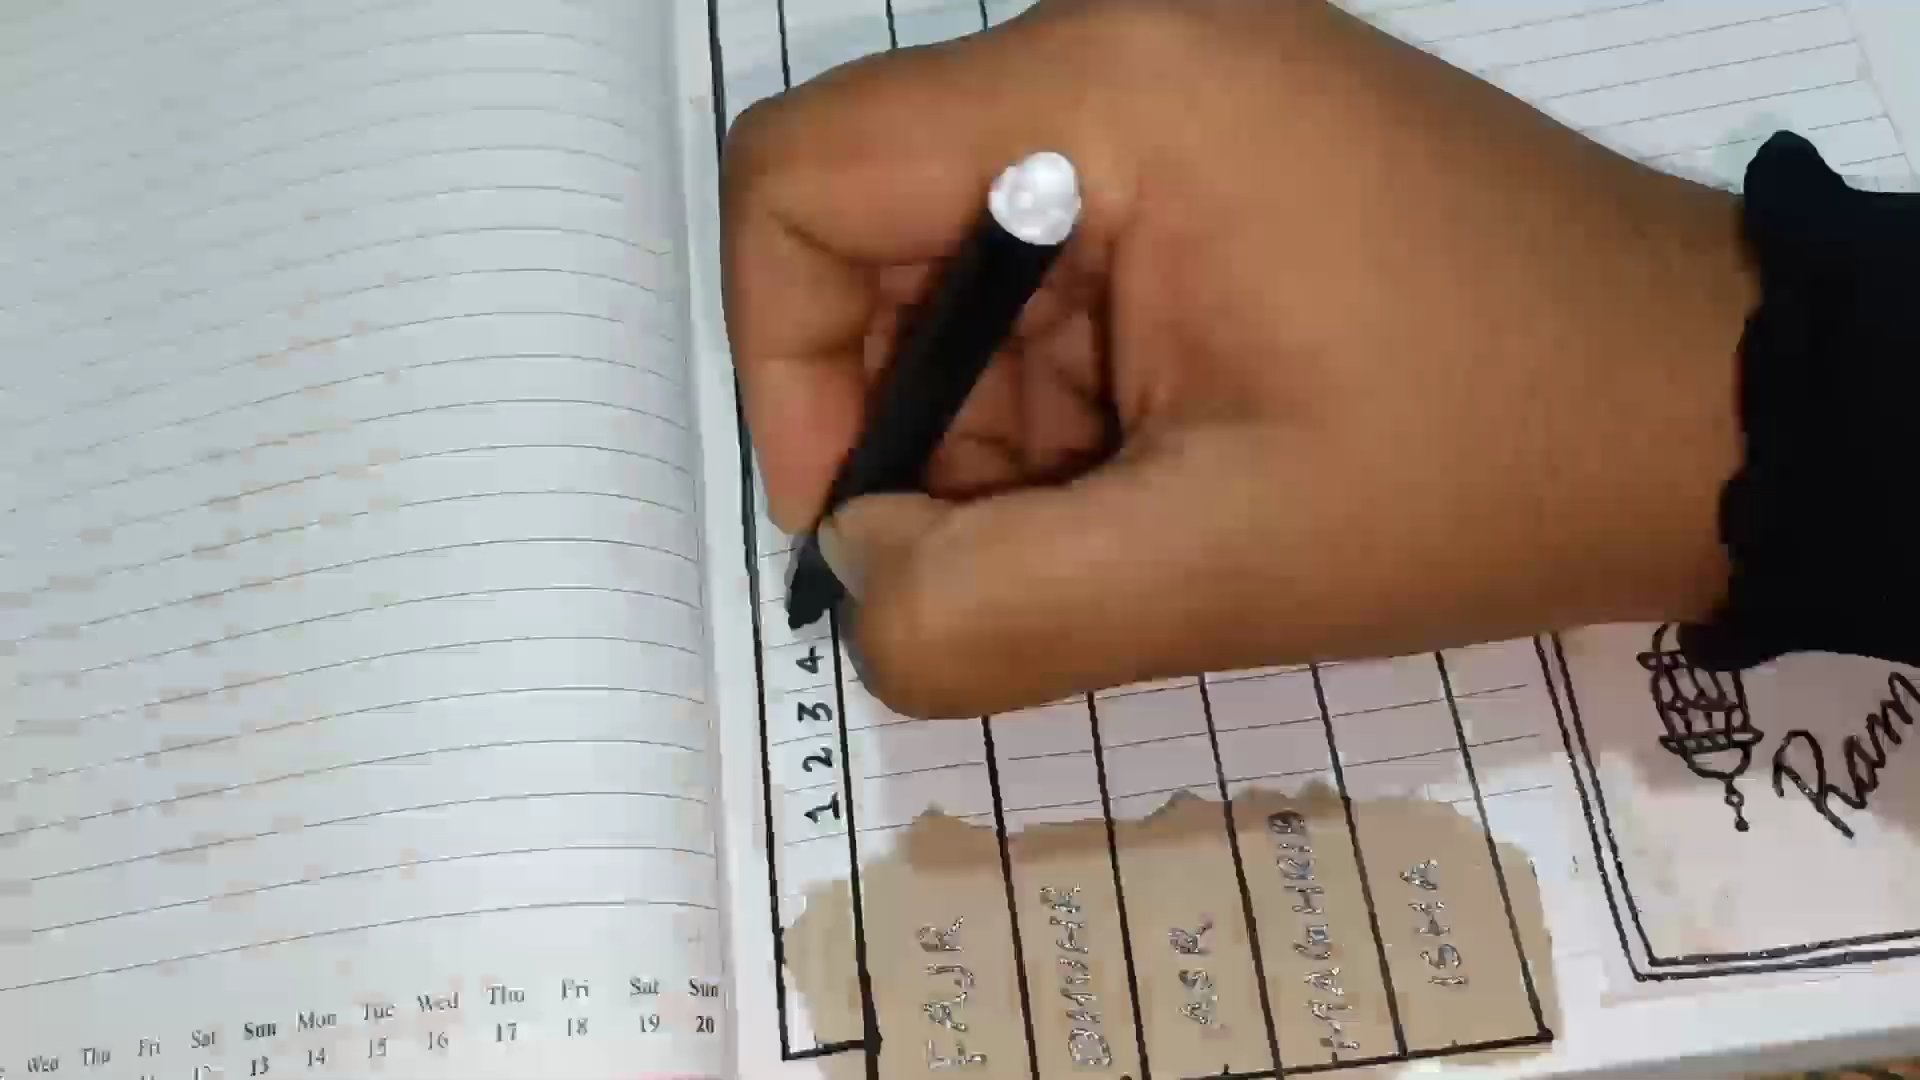 1
2
3
4
FAJR
DHUHR
ASR
MAGHRIB
ISHA
Wed Thu Fri Sat Sun Mon Tue Wed Thu Fri Sat Sun
13 14 15 16 17 18 19 20